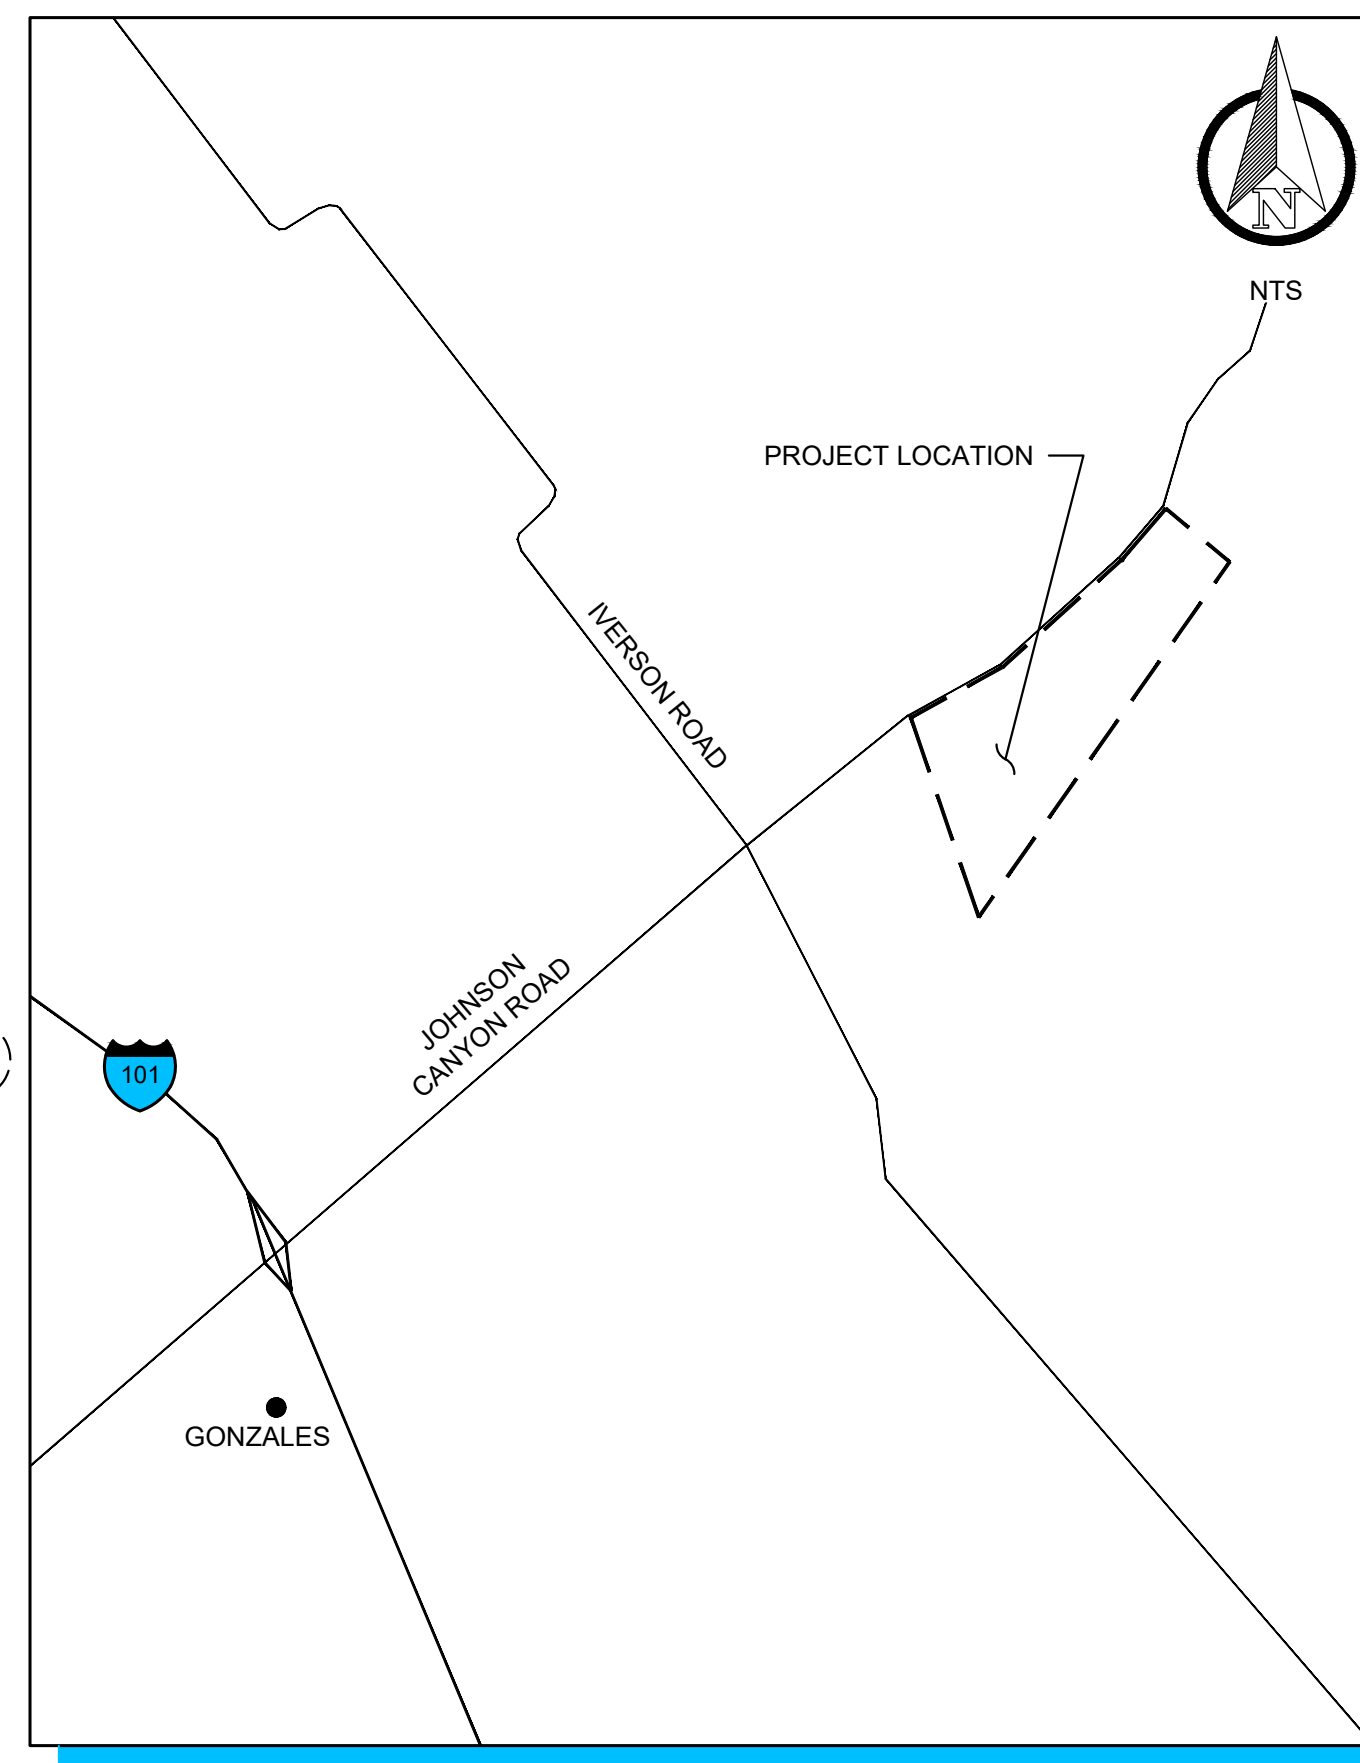 N
NTS
PROJECT LOCATION
IVERSON ROAD
JOHNSON
CANYON ROAD
101
GONZALES